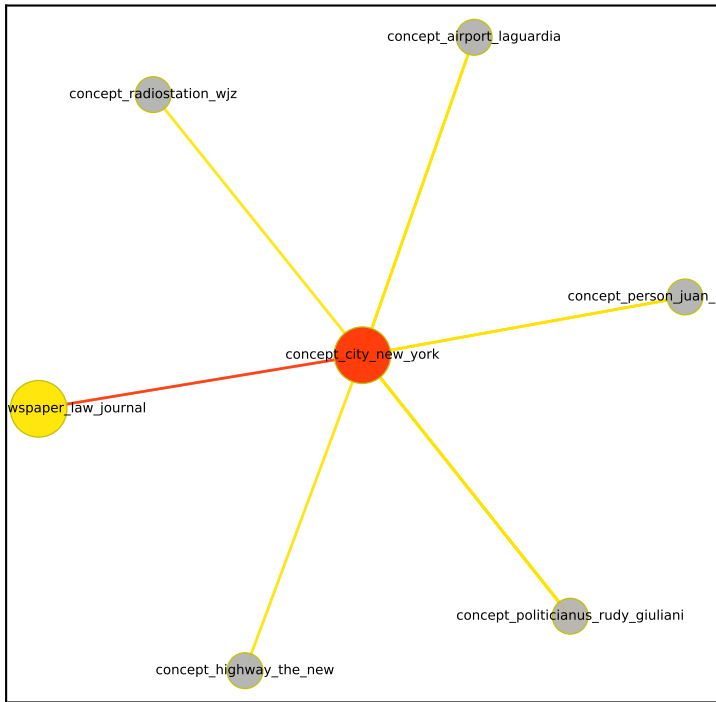 concept_airport_laguardia
concept_radiostation_wjz
concept_person_juan_
concept_city_new_york
wspaper_law_journal
concept_politicianus_rudy_giuliani
concept_highway_the_new